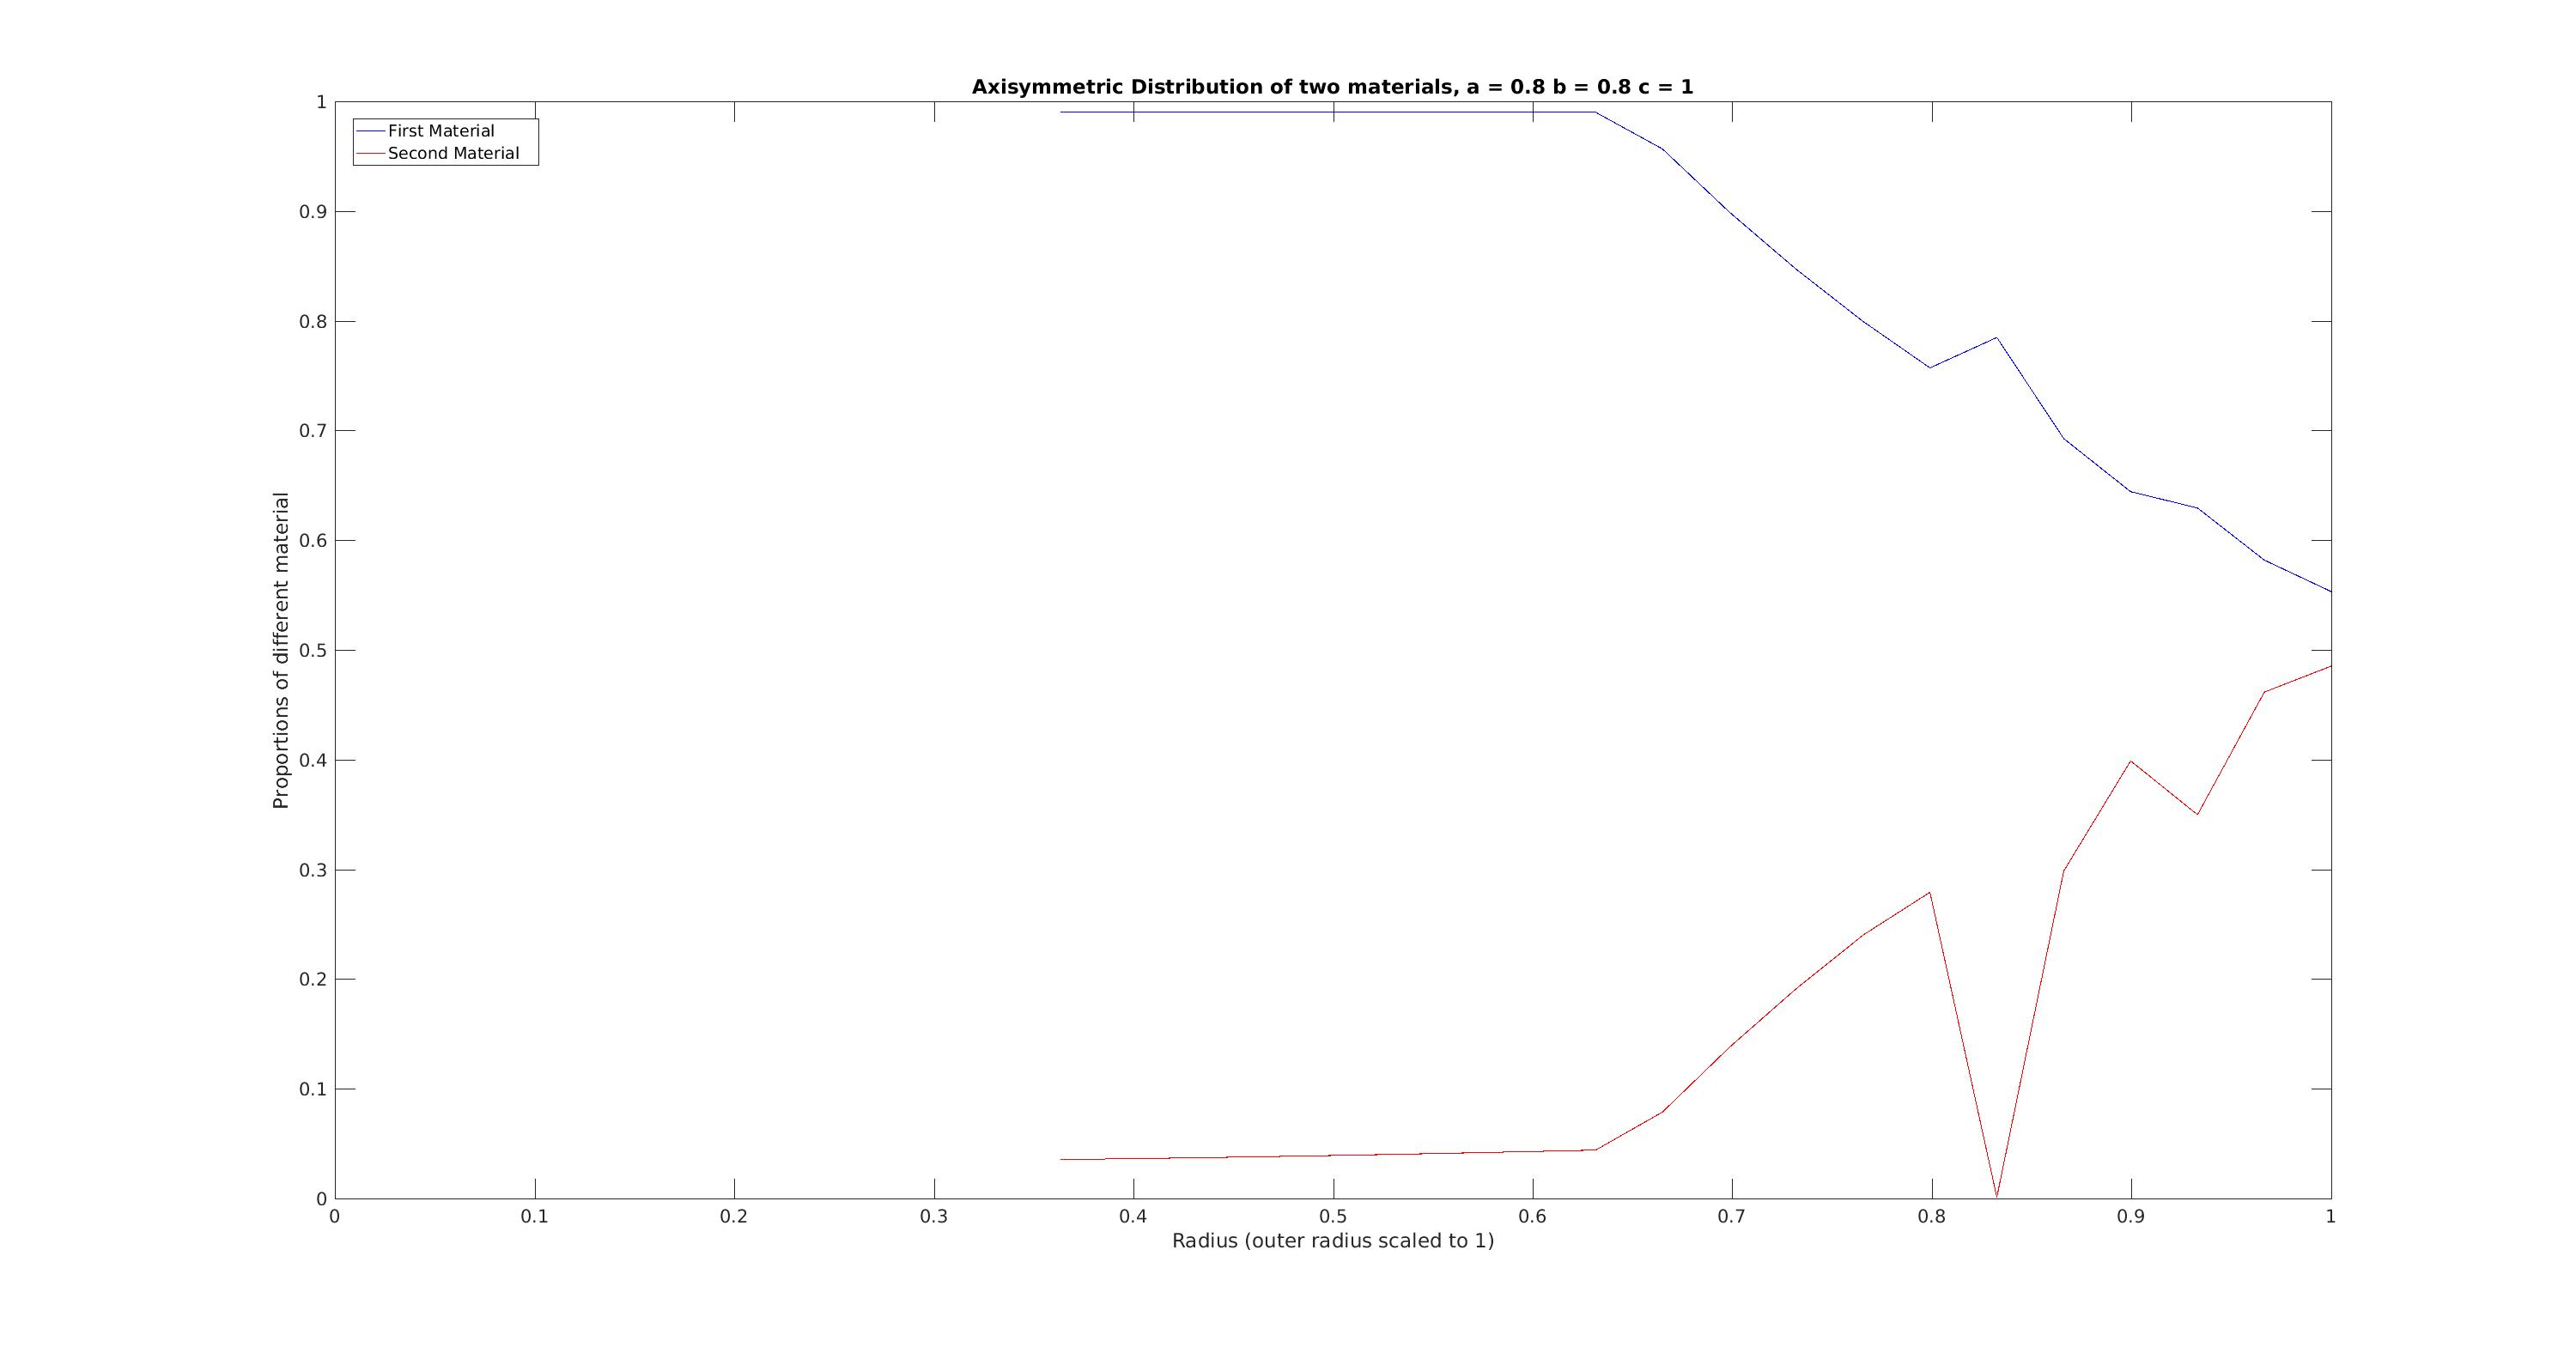 Axisymmetric Distribution of two materials, a = 0.8 b = 0.8 c = 1
First Material
Second Material
1
0.9
0.8
0.7
0.6
0.5
0.4
0.3
0.2
0.1
0
Proportions of different material
0 0.1 0.2 0.3 0.4 0.5 0.6 0.7 0.8 0.9 1
Radius (outer radius scaled to 1)